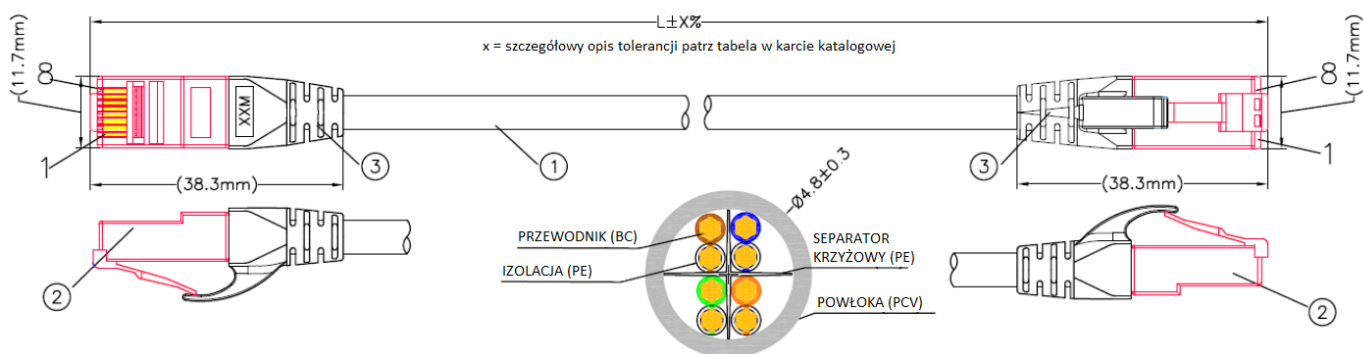 L±X%
x = szczegółowy opis tolerancji patrz tabela w karcie katalogowej
(11.7mm)
8
XXM
8
(11.7mm)
1
3
1
3
1
(38.3mm)
(38.3mm)
Ø4.8±0.3
PRZEWODNIK (BC)
SEPARATOR
KRZYŻOWY (PE)
IZOLACJA (PE)
2
POWŁOKA (PCV)
2